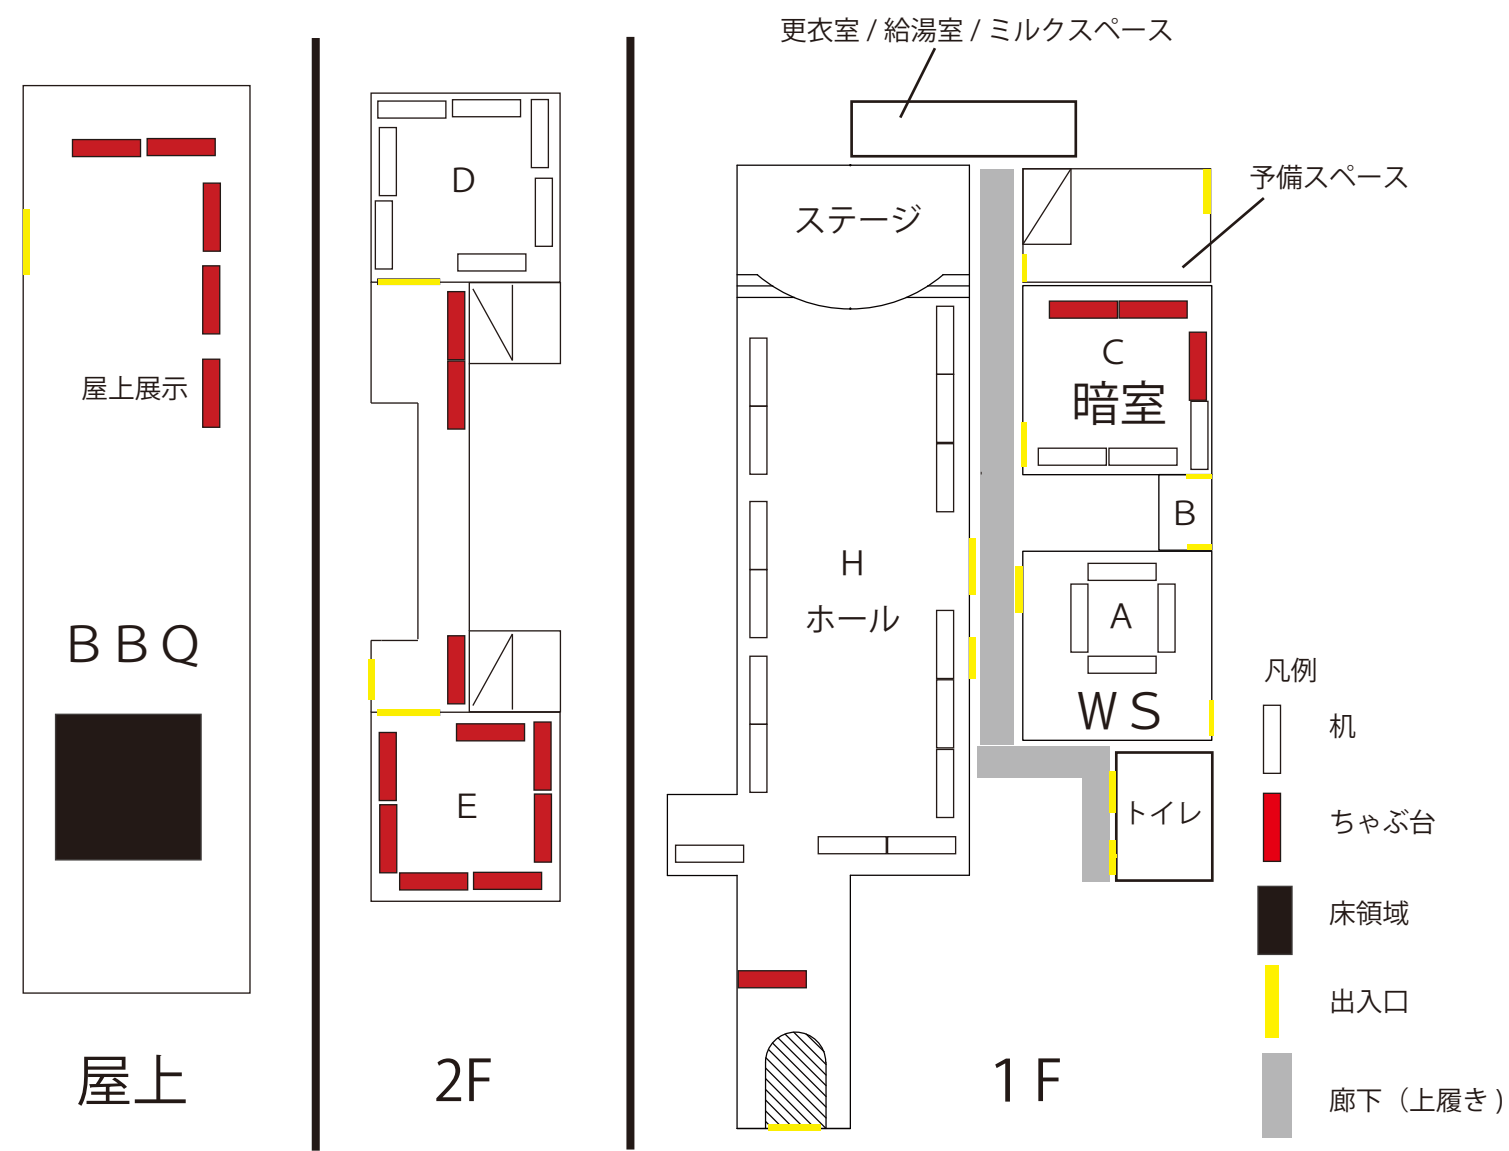 更衣室 / 給湯室 / ミルクスペース
予備スペース
ステージ
D
C
暗室
屋上展示
B
H
ホール
A
BBQ
WS
E
トイレ
凡例
机
ちゃぶ台
床領域
出入口
廊下（上履き)
屋上
2F
1F